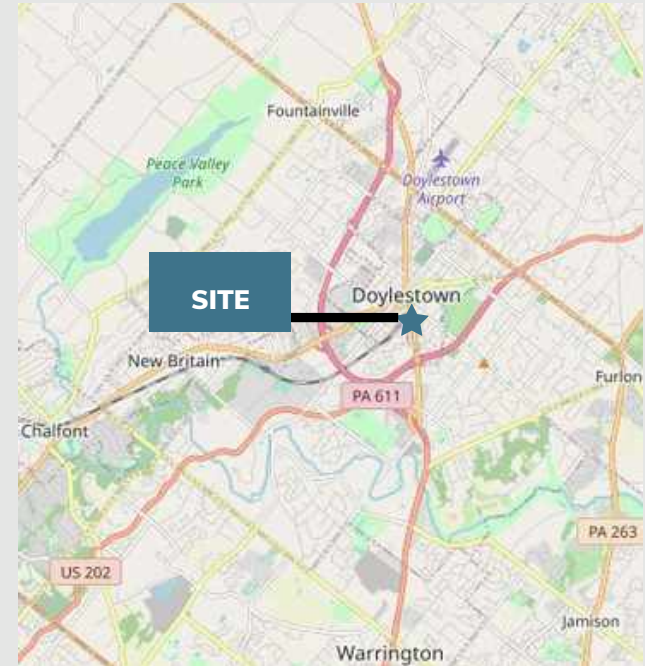 Fountainville
Peace Valley
Park
Doylestown
Airport
SITE
Doylestown
New Britain
Furlon
PA 611
Chalfont
PA 263
US 202
Jamison
Warrington